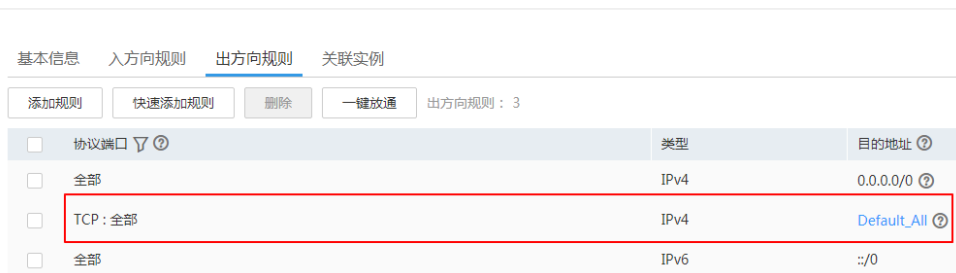 基本信息 入方向规则 出方向规则 关联实例
添加规则 快速添加规则 删除 一键放通 出方向规则： 3
协议端口 类型 目的地址
全部 IPv4 0.0.0.0/0
TCP : 全部 IPv4 Default_All
全部 IPv6 ::/0